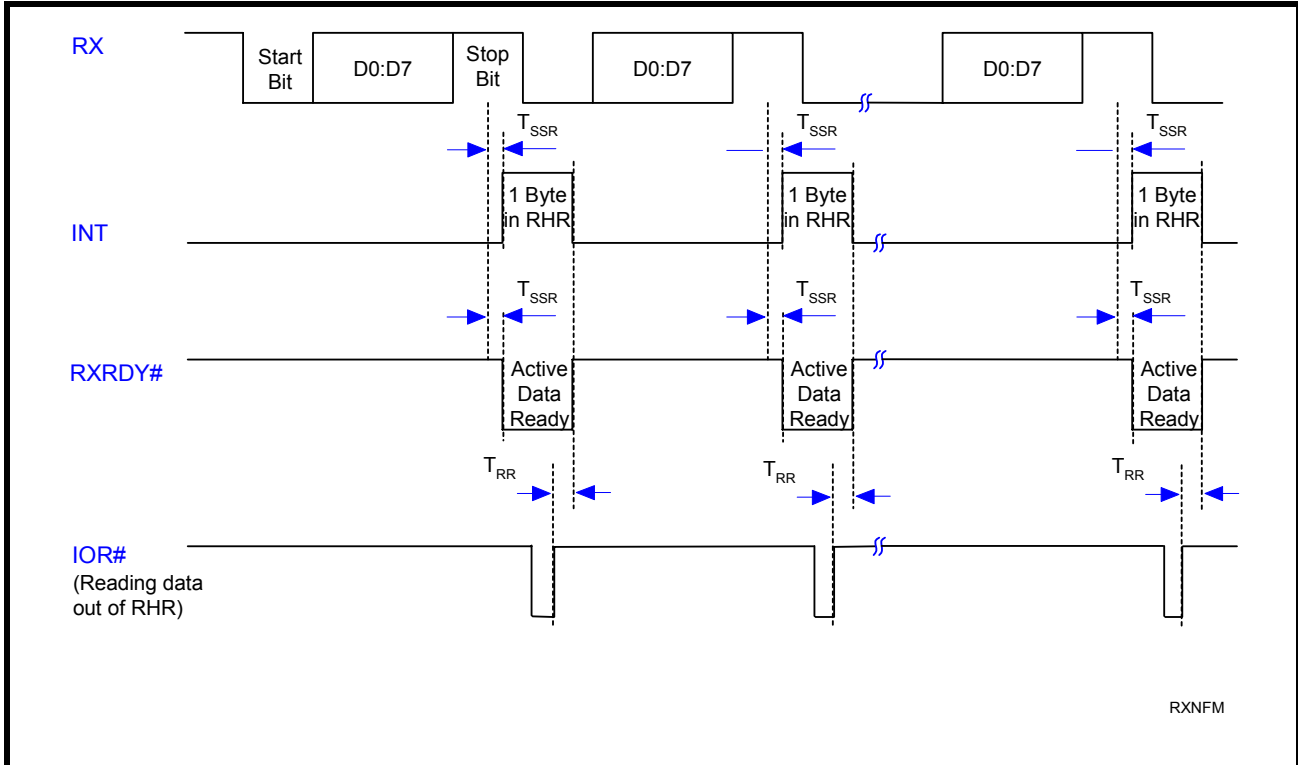 RX
Start
Bit
D0:D7
Stop
Bit
D0:D7
D0:D7
TSSR
TSSR
TSSR
INT
1 Byte
in RHR
1 Byte
in RHR
1 Byte
in RHR
TSSR
TSSR
TSSR
RXRDY#
Active
Data
Ready
Active
Data
Ready
Active
Data
Ready
TRR
TRR
TRR
IOR#
(Reading data
out of RHR)
RXNFM